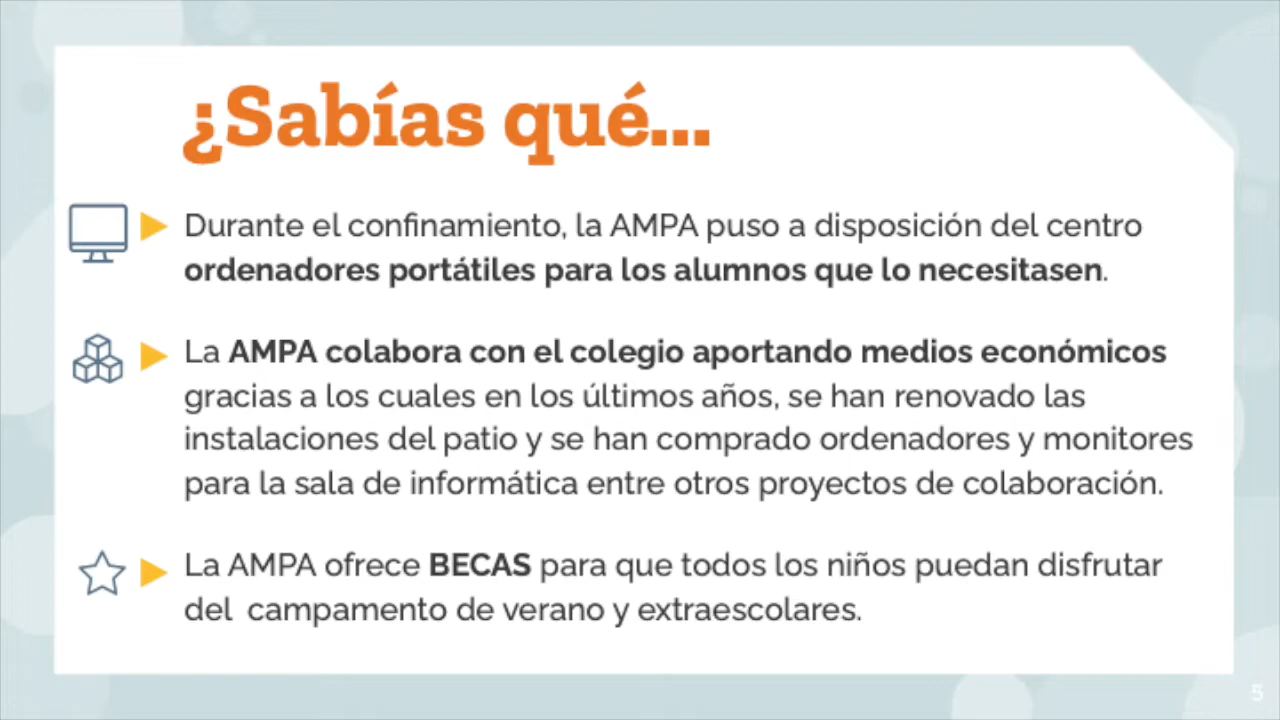 ¿Sabías qué...
Durante el confinamiento, la AMPA puso a disposición del centro
ordenadores portátiles para los alumnos que lo necesitasen.
La AMPA colabora con el colegio aportando medios económicos
gracias a los cuales en los últimos años, se han renovado las
instalaciones del patio y se han comprado ordenadores y monitores
para la sala de informática entre otros proyectos de colaboración.
La AMPA ofrece BECAS para que todos los niños puedan disfrutar
del  campamento de verano y extraescolares.
5